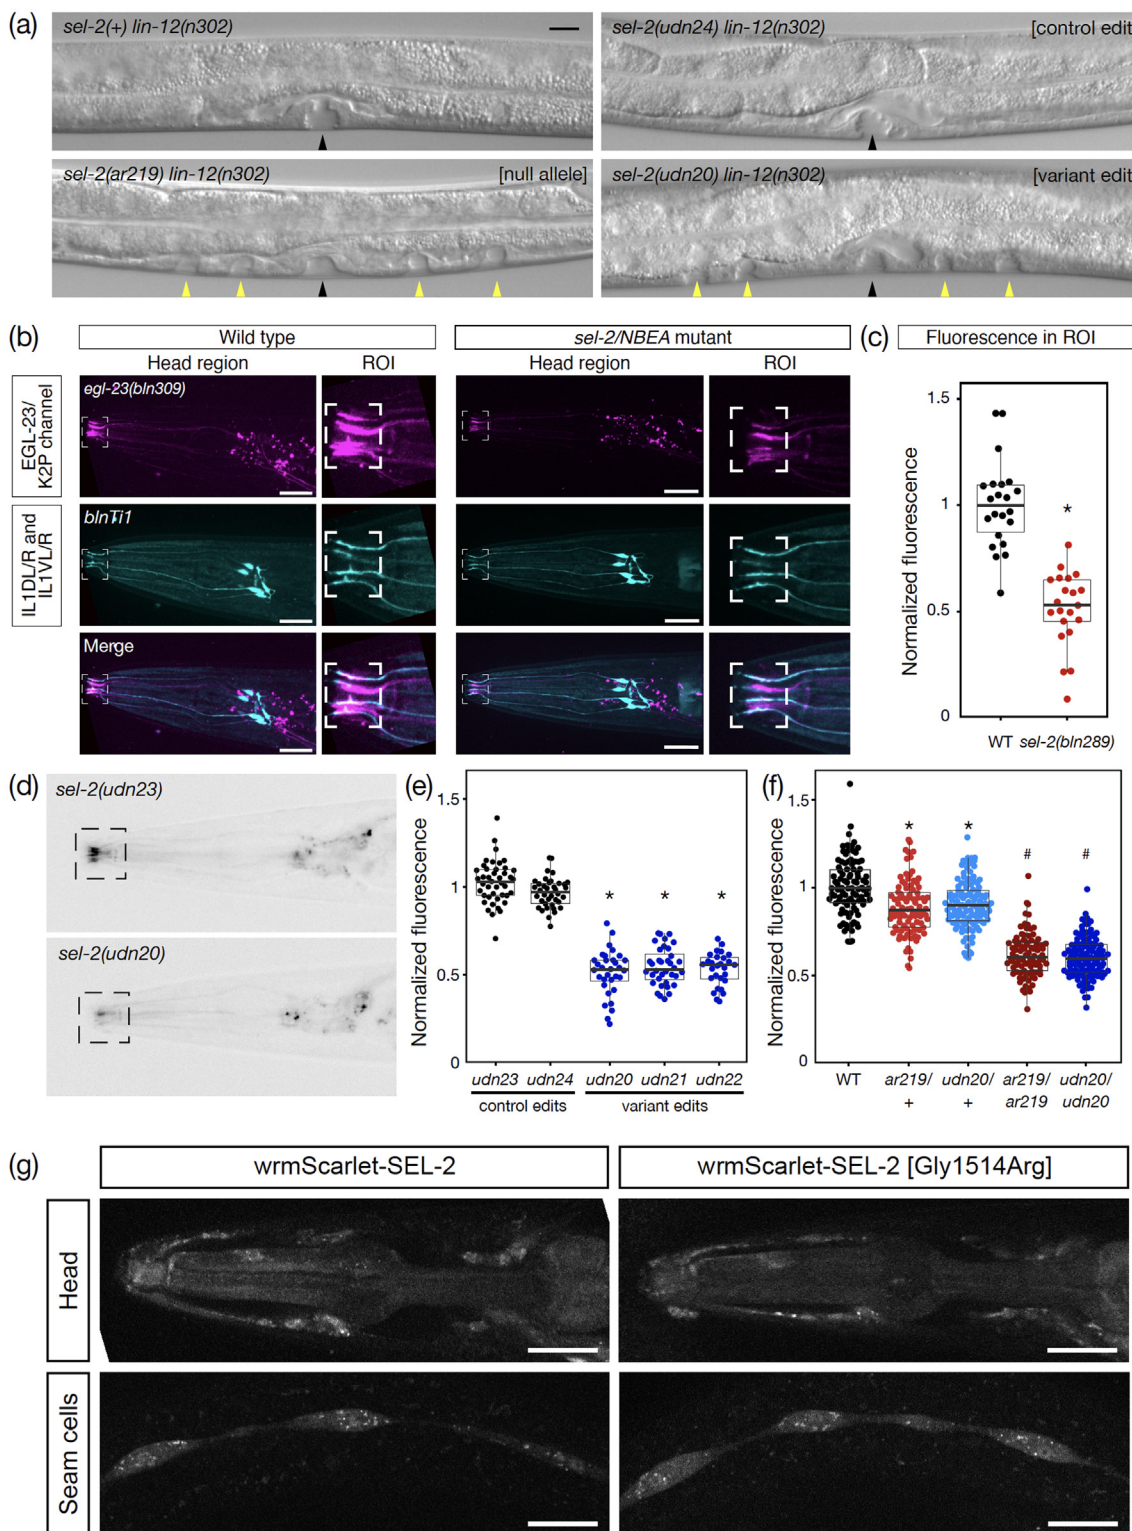 (a)
sel-2(+) lin-12(n302)
sel-2(udn24) lin-12(n302) [control edit
sel-2(ar219) lin-12(n302) [null allele]
sel-2(udn20) lin-12(n302) [variant edit
(b)
Wild type
sel-2/NBEA mutant
Head region
ROI
Head region
ROI
EGL-23/
K2P channel
egl-23(bln309)
IL1DL/R and
IL1VL/R
blnTi1
Merge
(c)
Fluorescence in ROI
Normalized fluorescence
1.5
1
0.5
0
*
WT sel-2(bln289)
(d)
sel-2(udn23)
sel-2(udn20)
(e)
Normalized fluorescence
1.5
1
0.5
0
* * *
udn23 udn24 udn20 udn21 udn22
control edits variant edits
(f)
Normalized fluorescence
1.5
1
0.5
0
* * # #
WT ar219/ udn20/ ar219/ udn20/
+ + ar219 udn20
(g)
wrmScarlet-SEL-2
wrmScarlet-SEL-2 [Gly1514Arg]
Head
Seam cells